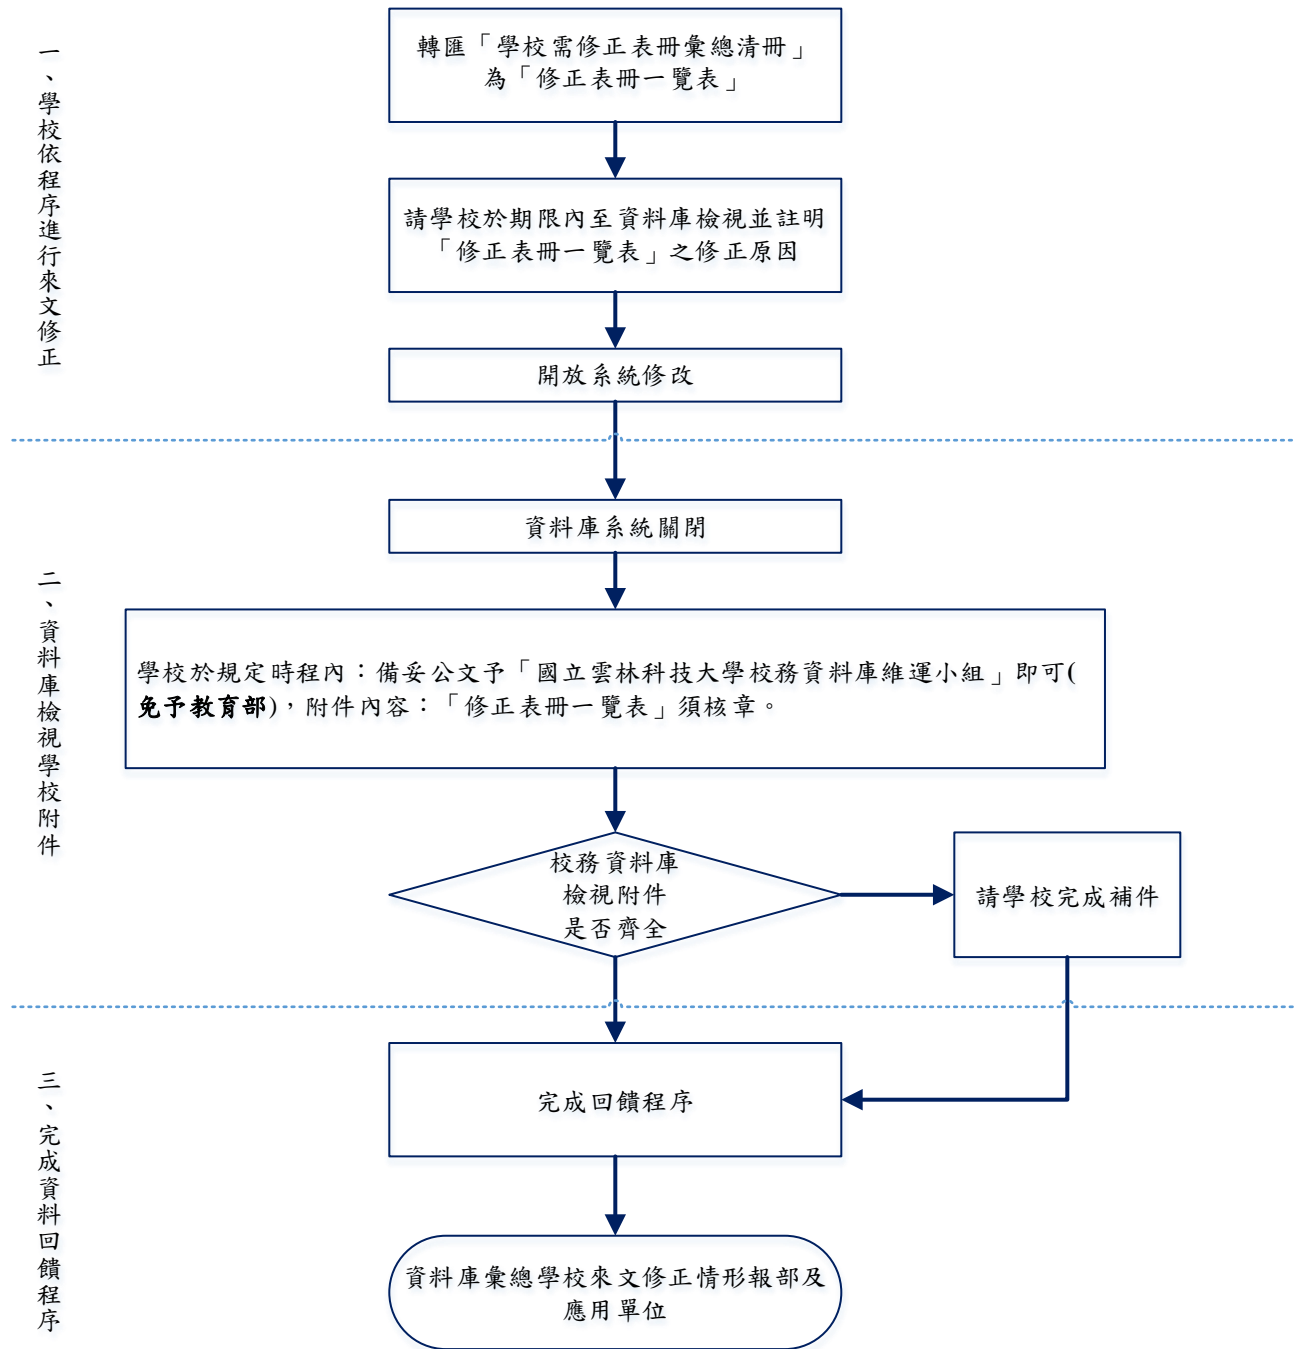 一、學校依程序進行來文修正
轉匯「學校需修正表冊彙總清冊」
為「修正表冊一覽表」
請學校於期限內至資料庫檢視並註明
「修正表冊一覽表」之修正原因
開放系統修改
二、資料庫檢視學校附件
資料庫系統關閉
學校於規定時程內：備妥公文予「國立雲林科技大學校務資料庫維運小組」即可(
免予教育部)，附件內容：「修正表冊一覽表」須核章。
校務資料庫
檢視附件
是否齊全
請學校完成補件
三、完成資料回饋程序
完成回饋程序
資料庫彙總學校來文修正情形報部及
應用單位